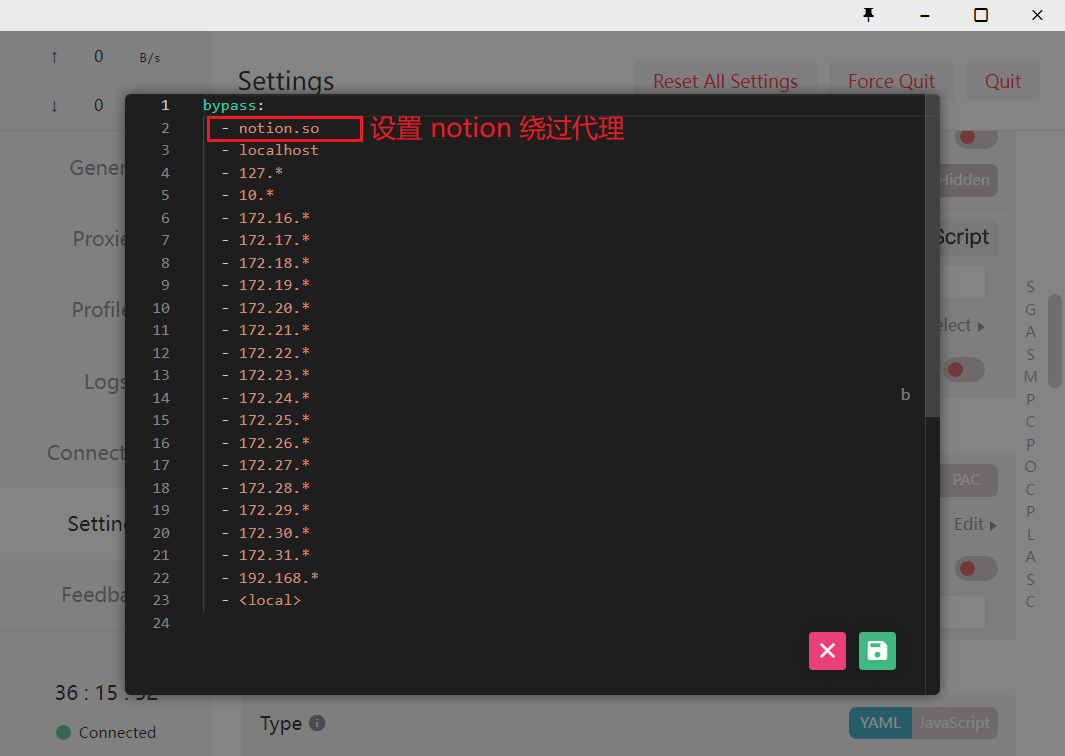 ↑ 0 B/s
↓ 0
Settings
Reset All Settings
Force Quit
Quit
Gener
Proxie
Profile
Logs
Connect
Settin
Feedba
36 : 15 : 32
Connected
1 bypass:
2 - notion.so 设置 notion 绕过代理
3 - localhost
4 - 127.*
5 - 10.*
6 - 172.16.*
7 - 172.17.*
8 - 172.18.*
9 - 172.19.*
10 - 172.20.*
11 - 172.21.*
12 - 172.22.*
13 - 172.23.*
14 - 172.24.*
15 - 172.25.*
16 - 172.26.*
17 - 172.27.*
18 - 172.28.*
19 - 172.29.*
20 - 172.30.*
21 - 172.31.*
22 - 192.168.*
23 - <local>
24
b
Hidden
Script
elect
PAC
Edit
S
G
A
S
M
P
C
P
O
C
P
L
A
S
C
Type
YAML JavaScript